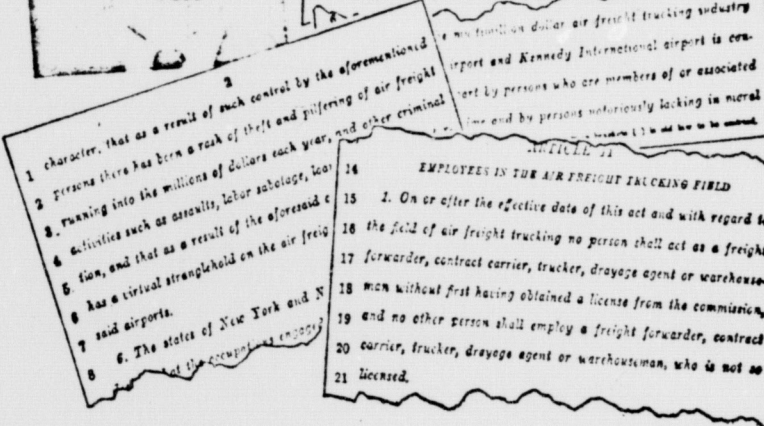 dollar air freight trucking industry
airport and Kennedy International airport is con-
by persons who are members of or associated
and by persons notoriously lacking in moral
2
1 character, that as a result of such control by the aforementioned
2 persons there has been a rash of theft and pilfering of air freight
3 running into the millions of dollars each year, and other criminal
4 activities such as assaults, labor sabotage,
5 tion, and that as a result of the aforesaid
6 has a virtual stranglehold on the air freig
7 said airports.
8 6. The states of New York and N
at the occupations engaged
ARTICLE
14 EMPLOYEES IN THE AIR FREIGHT TRUCKING FIELD
15 1. On or after the effective date of this act and with regard to
16 the field of air freight trucking no person shall act as a freight
17 forwarder, contract carrier, trucker, drayage agent or warehouse-
18 man without first having obtained a license from the commission,
19 and no other person shall employ a freight forwarder, contract
20 carrier, trucker, drayage agent or warehouseman, who is not so
21 licensed.